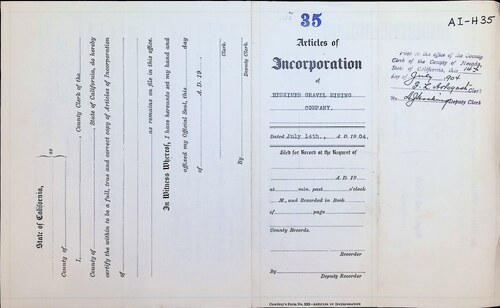 35
AI-H35
Articles of
Incorporation
of
GRAVEL MINING
COMPANY.
Dated July 14th., A. D. 1904.
Filed for Record at the Request of
A. D. 19
at min. past o'clock
M., and Recorded in Book
of page
County Records.
Recorder
By
Deputy Recorder
Filed in the office of the County
Clerk of the County of
State of California, this 14th
day of July 1904
Clerk
Deputy Clerk
State of California,
ss
County of
I, , County Clerk of the
County of , State of California, do hereby
certify the within to be a full, true and correct copy of Articles of Incorporation
of
as remains on file in this office.
In Witness Whereof, I have hereunto set my hand and
affixed my Official Seal, this day
of A. D. 19
Clerk.
By
Deputy Clerk.